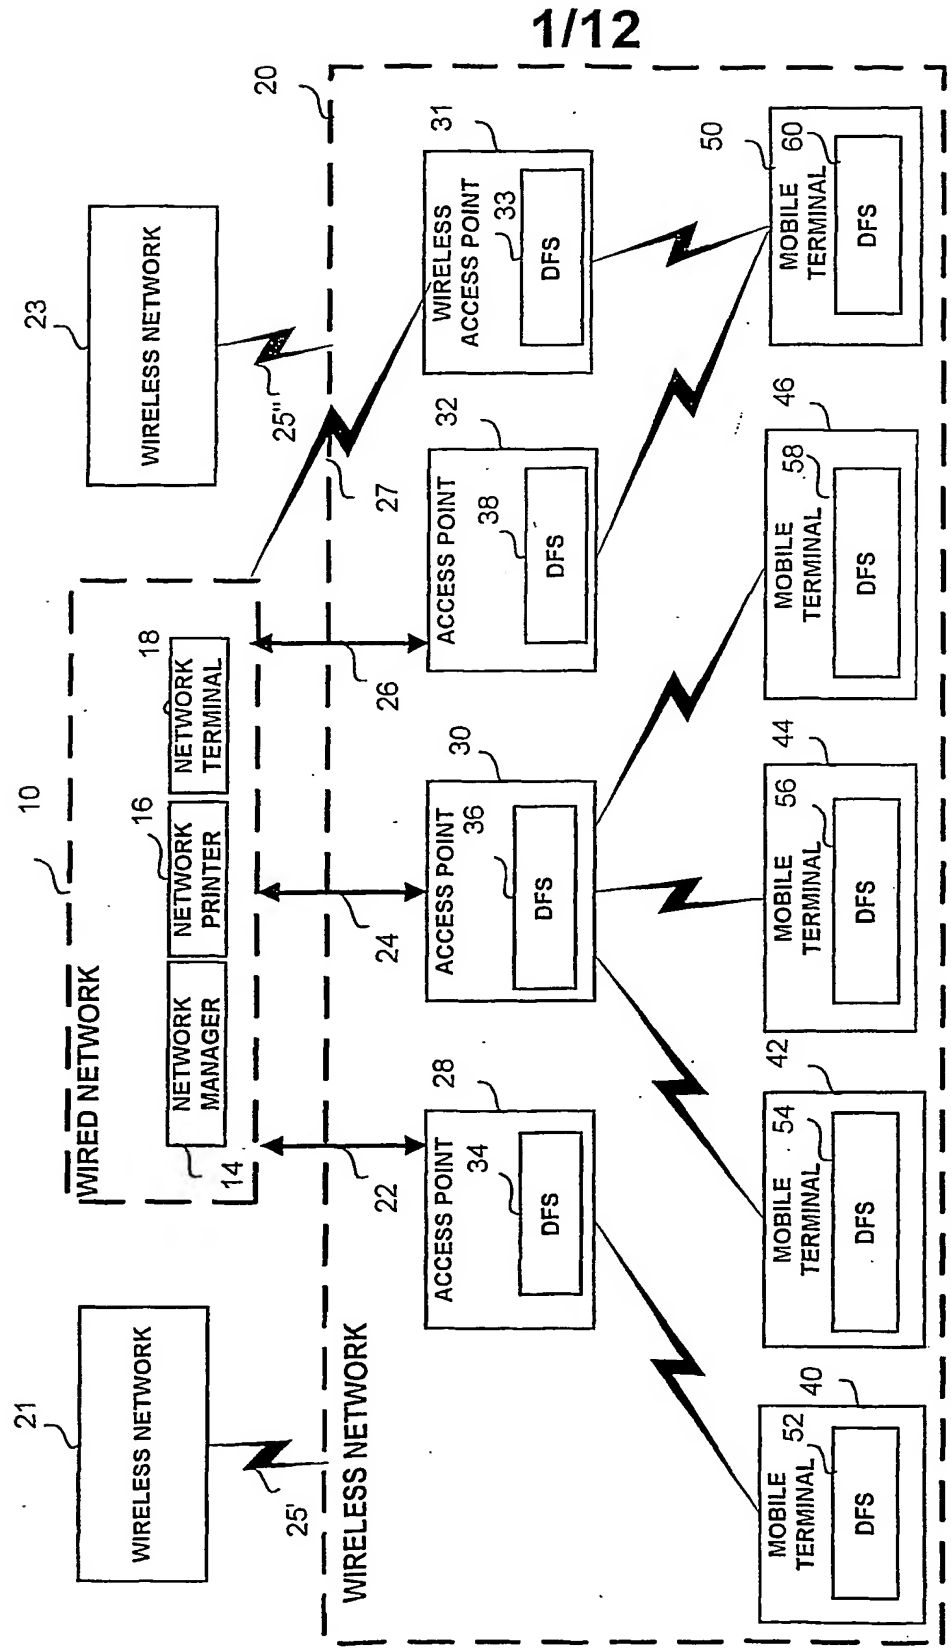 1/12
10
WIRED NETWORK
14
NETWORK
MANAGER
16
NETWORK
PRINTER
18
NETWORK
TERMINAL
21
WIRELESS NETWORK
25'
23
WIRELESS NETWORK
25"
20
WIRELESS NETWORK
22
24
26
27
28
ACCESS POINT
34
DFS
30
ACCESS POINT
36
DFS
32
ACCESS POINT
38
DFS
31
WIRELESS
ACCESS POINT
33
DFS
40
MOBILE
TERMINAL
52
DFS
42
MOBILE
TERMINAL
54
DFS
44
MOBILE
TERMINAL
56
DFS
46
MOBILE
TERMINAL
58
DFS
50
MOBILE
TERMINAL
60
DFS